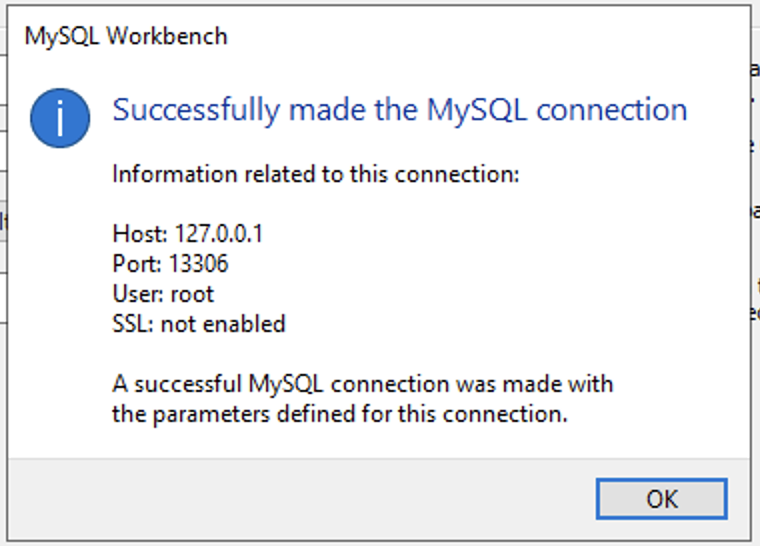 MySQL Workbench
Successfully made the MySQL connection
Information related to this connection:
Host: 127.0.0.1
Port: 13306
User: root
SSL: not enabled
A successful MySQL connection was made with
the parameters defined for this connection.
OK